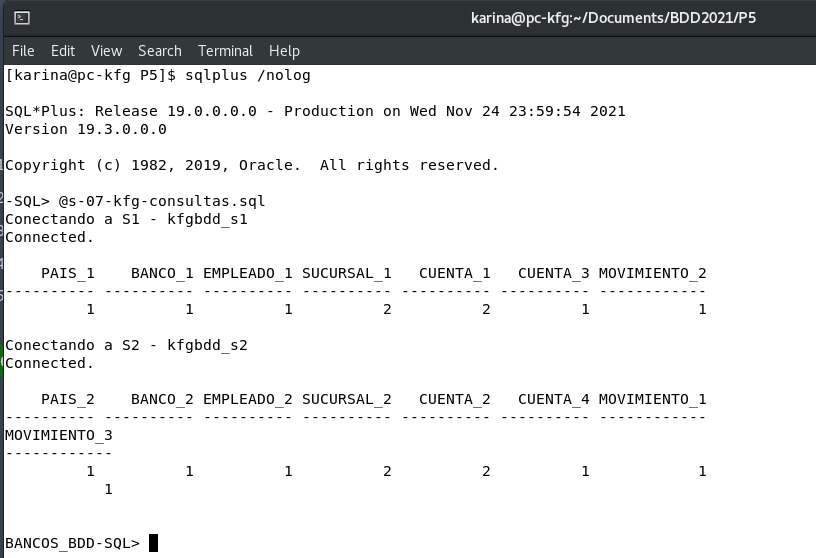 karina@pc-kfg:~/Documents/BDD2021/P5
File Edit View Search Terminal Help
[karina@pc-kfg P5]$ sqlplus /nolog
SQL*Plus: Release 19.0.0.0.0 - Production on Wed Nov 24 23:59:54 2021
Version 19.3.0.0.0
Copyright (c) 1982, 2019, Oracle.  All rights reserved.
-SQL> @s-07-kfg-consultas.sql
Conectando a S1 - kfgbdd_s1
Connected.
    PAIS_1    BANCO_1 EMPLEADO_1 SUCURSAL_1   CUENTA_1   CUENTA_3 MOVIMIENTO_2
---------- ---------- ---------- ---------- ---------- ---------- ------------
         1          1          1          2          2          1            1
Conectando a S2 - kfgbdd_s2
Connected.
    PAIS_2    BANCO_2 EMPLEADO_2 SUCURSAL_2   CUENTA_2   CUENTA_4 MOVIMIENTO_1
---------- ---------- ---------- ---------- ---------- ---------- ------------
MOVIMIENTO_3
------------
         1          1          1          2          2          1            1
           1
BANCOS_BDD-SQL>